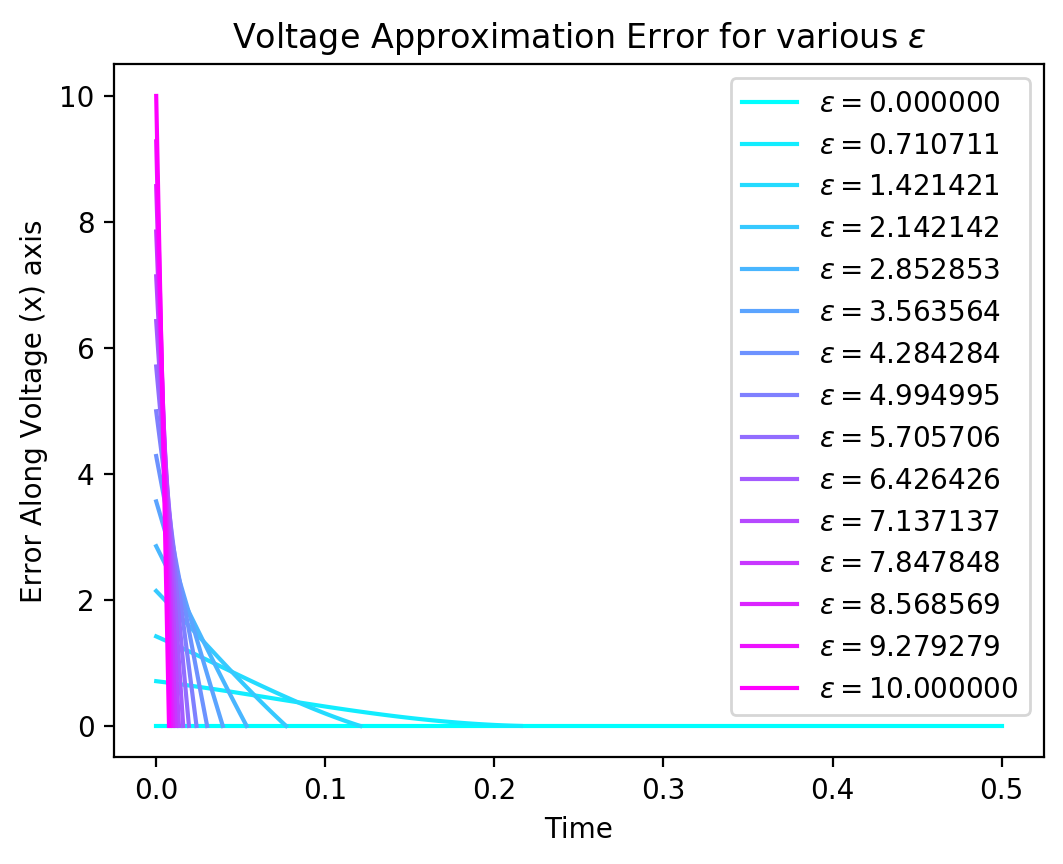 Voltage Approximation Error for various ε
Error Along Voltage (x) axis
10
8
6
4
2
0
0.0 0.1 0.2 0.3 0.4 0.5
Time
ε = 0.000000
ε = 0.710711
ε = 1.421421
ε = 2.142142
ε = 2.852853
ε = 3.563564
ε = 4.284284
ε = 4.994995
ε = 5.705706
ε = 6.426426
ε = 7.137137
ε = 7.847848
ε = 8.568569
ε = 9.279279
ε = 10.000000